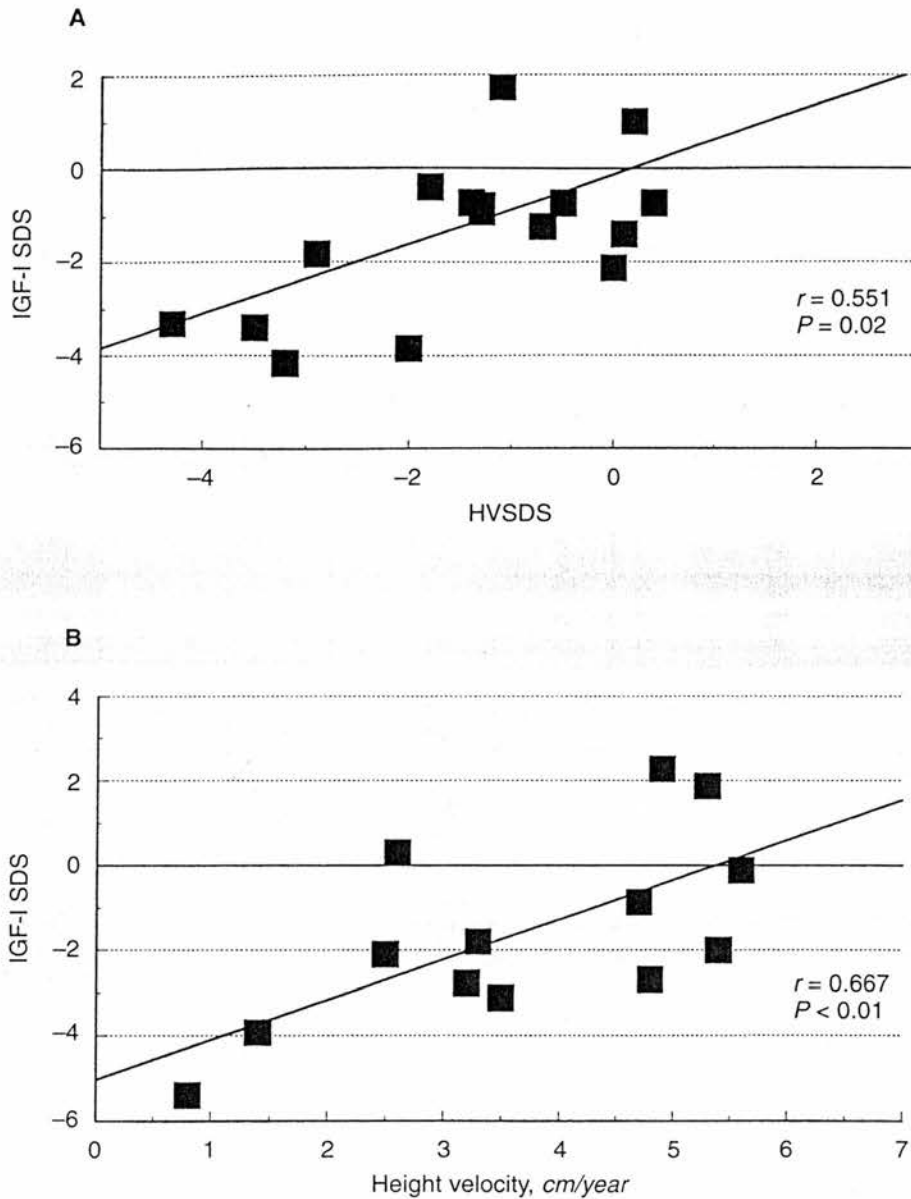 A
2
0
−2
−4
−6
IGF-I SDS
r = 0.551
P = 0.02
−4 −2 0 2
HVSDS
B
4
2
0
−2
−4
−6
IGF-I SDS
r = 0.667
P < 0.01
0 1 2 3 4 5 6 7
Height velocity, cm/year